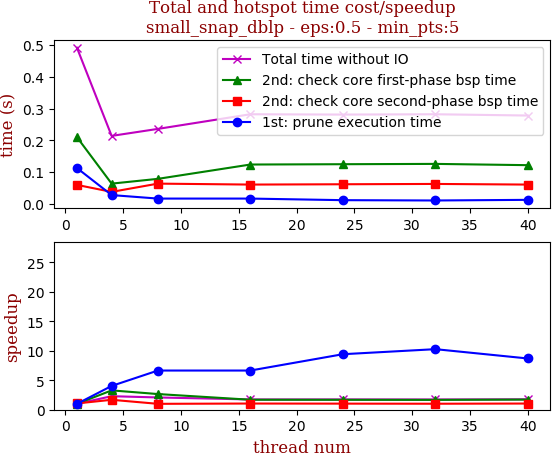 Total and hotspot time cost/speedup
small_snap_dblp - eps:0.5 - min_pts:5
time (s)
0.5
0.4
0.3
0.2
0.1
0.0
Total time without IO
2nd: check core first-phase bsp time
2nd: check core second-phase bsp time
1st: prune execution time
0 5 10 15 20 25 30 35 40
speedup
25
20
15
10
5
0
0 5 10 15 20 25 30 35 40
thread num